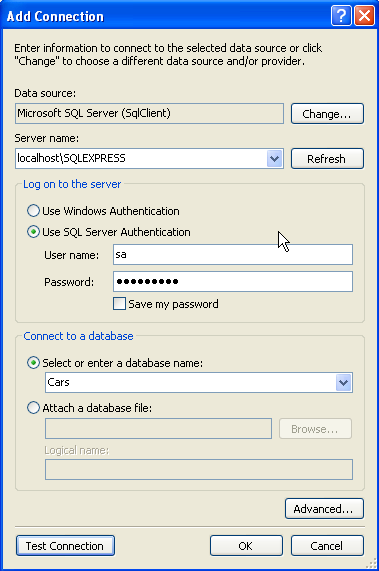 Add Connection
Enter information to connect to the selected data source or click
"Change" to choose a different data source and/or provider.
Data source:
Microsoft SQL Server (SqlClient)
Change...
Server name:
localhost\SQLEXPRESS
Refresh
Log on to the server
Use Windows Authentication
Use SQL Server Authentication
User name: sa
Password: ●●●●●●●●●
Save my password
Connect to a database
Select or enter a database name:
Cars
Attach a database file:
Browse...
Logical name:
Advanced...
Test Connection OK Cancel